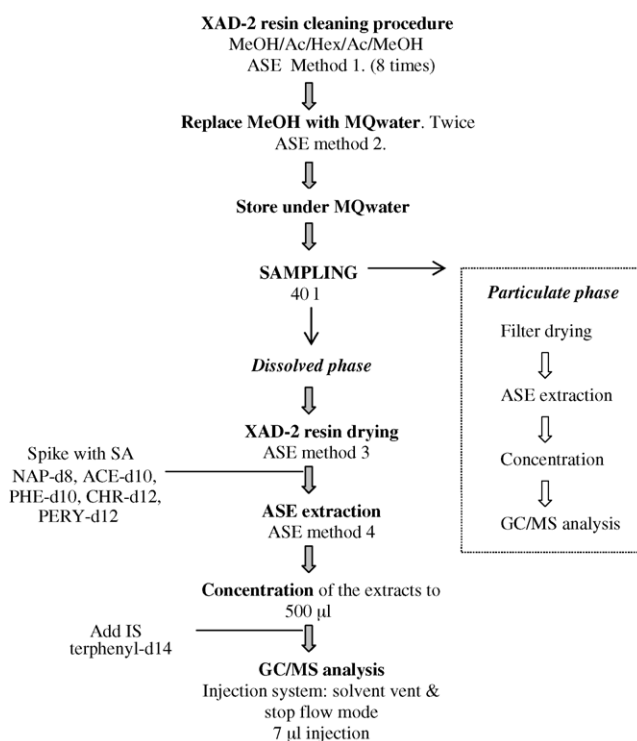 XAD-2 resin cleaning procedure
MeOH/Ac/Hex/Ac/MeOH
ASE Method 1. (8 times)
Replace MeOH with MQwater. Twice
ASE method 2.
Store under MQwater
SAMPLING
40 l
Dissolved phase
XAD-2 resin drying
ASE method 3
Spike with SA
NAP-d8, ACE-d10,
PHE-d10, CHR-d12,
PERY-d12
ASE extraction
ASE method 4
Concentration of the extracts to
500 µl
Add IS
terphenyl-d14
GC/MS analysis
Injection system: solvent vent &
stop flow mode
7 µl injection
Particulate phase
Filter drying
ASE extraction
Concentration
GC/MS analysis